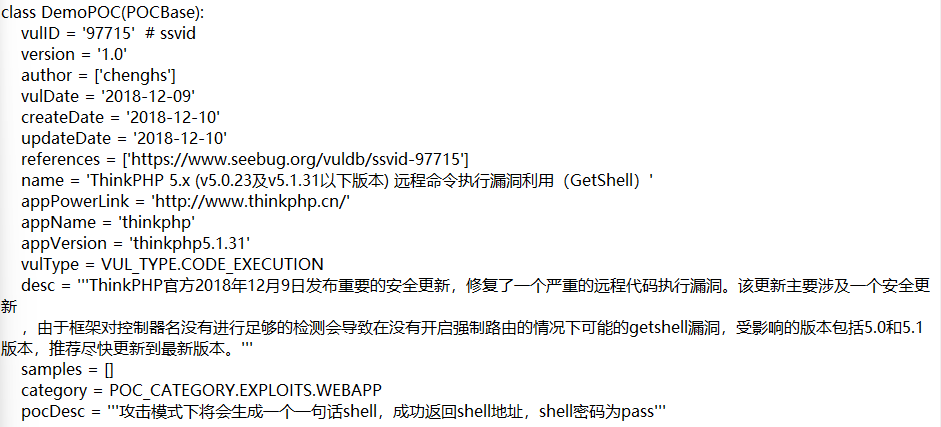 class DemoPOC(POCBase):
vulID = '97715'  # ssvid
version = '1.0'
author = ['chenghs']
vulDate = '2018-12-09'
createDate = '2018-12-10'
updateDate = '2018-12-10'
references = ['https://www.seebug.org/vuldb/ssvid-97715']
name = 'ThinkPHP 5.x (v5.0.23及v5.1.31以下版本) 远程命令执行漏洞利用（GetShell）'
appPowerLink = 'http://www.thinkphp.cn/'
appName = 'thinkphp'
appVersion = 'thinkphp5.1.31'
vulType = VUL_TYPE.CODE_EXECUTION
desc = '''ThinkPHP官方2018年12月9日发布重要的安全更新，修复了一个严重的远程代码执行漏洞。该更新主要涉及一个安全更
新
，由于框架对控制器名没有进行足够的检测会导致在没有开启强制路由的情况下可能的getshell漏洞，受影响的版本包括5.0和5.1
版本，推荐尽快更新到最新版本。'''
samples = []
category = POC_CATEGORY.EXPLOITS.WEBAPP
pocDesc = '''攻击模式下将会生成一个一句话shell，成功返回shell地址，shell密码为pass'''